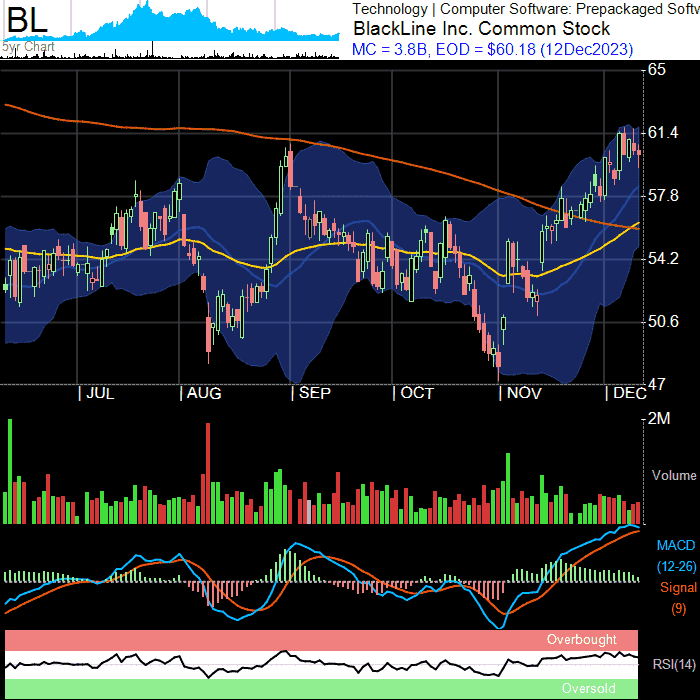 BL
5yr Chart
Technology | Computer Software: Prepackaged Softw
BlackLine Inc. Common Stock
MC = 3.8B, EOD = $60.18 (12Dec2023)
65
61.4
57.8
54.2
50.6
47
| JUL | AUG | SEP | OCT | NOV | DEC
2M
Volume
MACD
(12-26)
Signal
(9)
Overbought
RSI(14)
Oversold